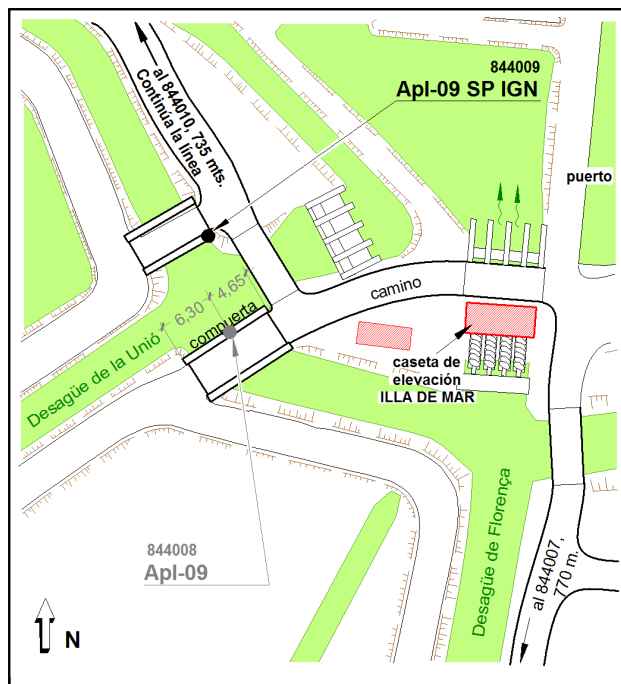 844009
Apl-09 SP IGN
al 844010, 735 mts.
Continúa la línea
puerto
camino
6,30
4,65
compuerta
Desagüe de la Unió
caseta de
elevación
ILLA DE MAR
844008
Apl-09
Desagüe de Florença
al 844007,
770 m.
N